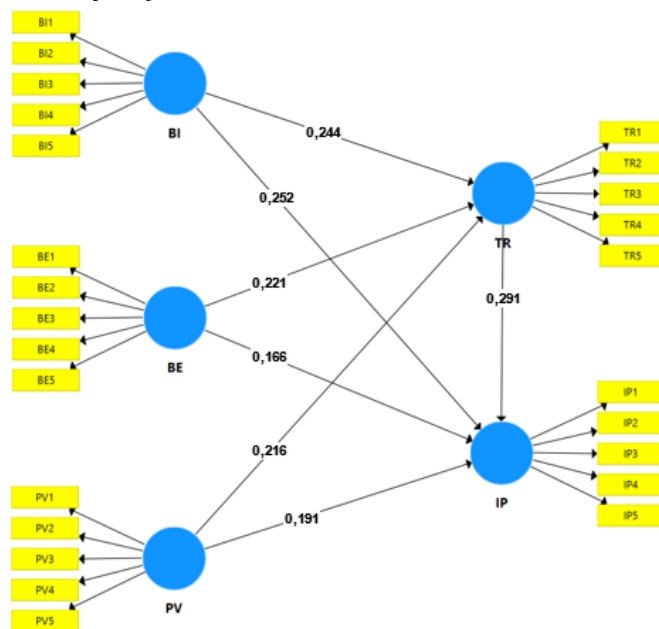 BI1
BI2
BI3
BI4
BI5
BI
0,244
0,252
TR1
TR2
TR3
TR4
TR5
TR
BE1
BE2
BE3
BE4
BE5
BE
0,221
0,166
0,291
0,216
0,191
IP1
IP2
IP3
IP4
IP5
IP
PV1
PV2
PV3
PV4
PV5
PV